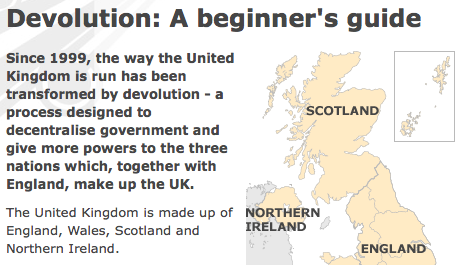 Devolution: A beginner's guide
Since 1999, the way the United
Kingdom is run has been
transformed by devolution - a
process designed to
decentralise government and
give more powers to the three
nations which, together with
England, make up the UK.
The United Kingdom is made up of
England, Wales, Scotland and
Northern Ireland.
SCOTLAND
NORTHERN
IRELAND
ENGLAND